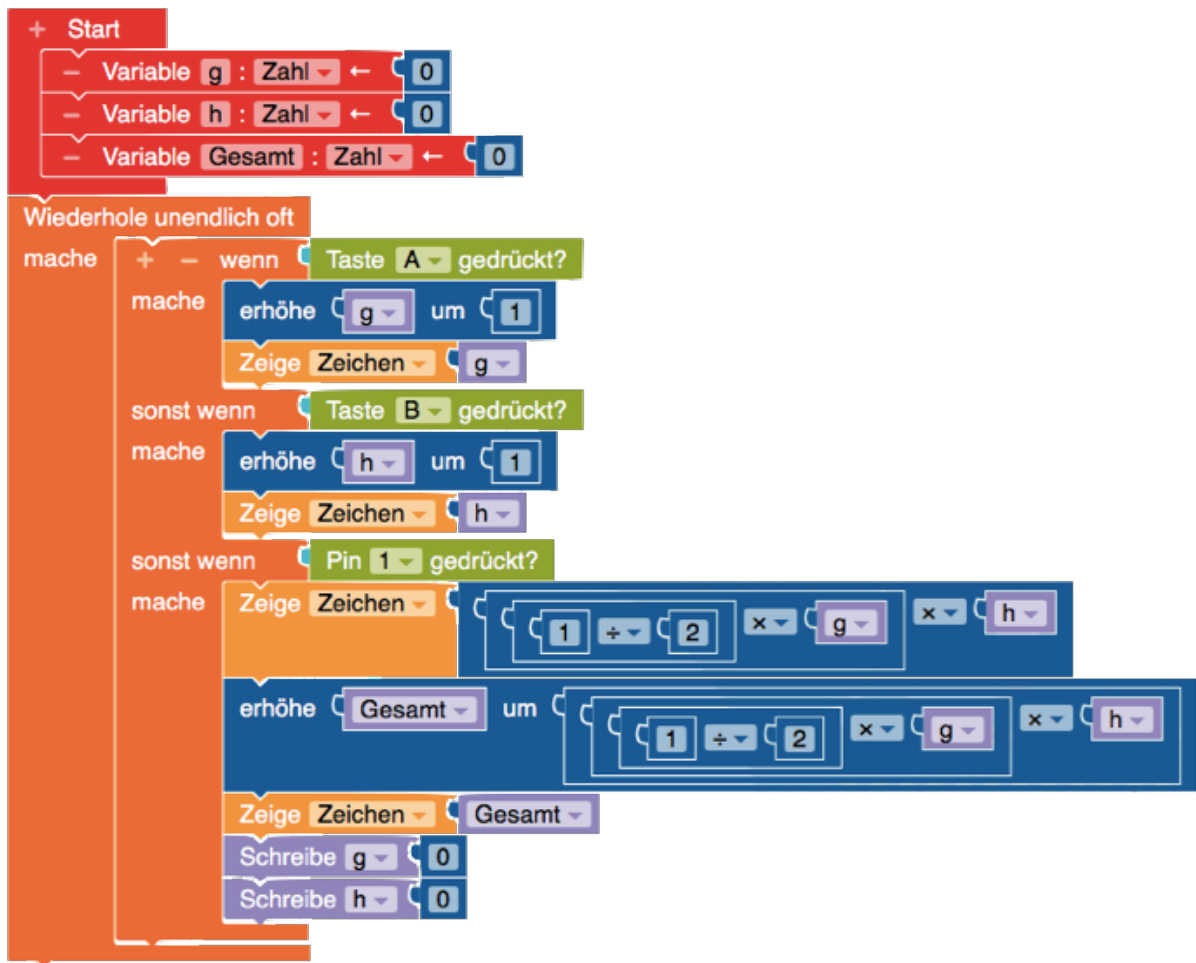 + Start
– Variable g : Zahl ← 0
– Variable h : Zahl ← 0
– Variable Gesamt : Zahl ← 0
Wiederhole unendlich oft
mache + – wenn Taste A gedrückt?
mache erhöhe g um 1
Zeige Zeichen g
sonst wenn Taste B gedrückt?
mache erhöhe h um 1
Zeige Zeichen h
sonst wenn Pin 1 gedrückt?
mache Zeige Zeichen 1 ÷ 2 × g × h
erhöhe Gesamt um 1 ÷ 2 × g × h
Zeige Zeichen Gesamt
Schreibe g 0
Schreibe h 0